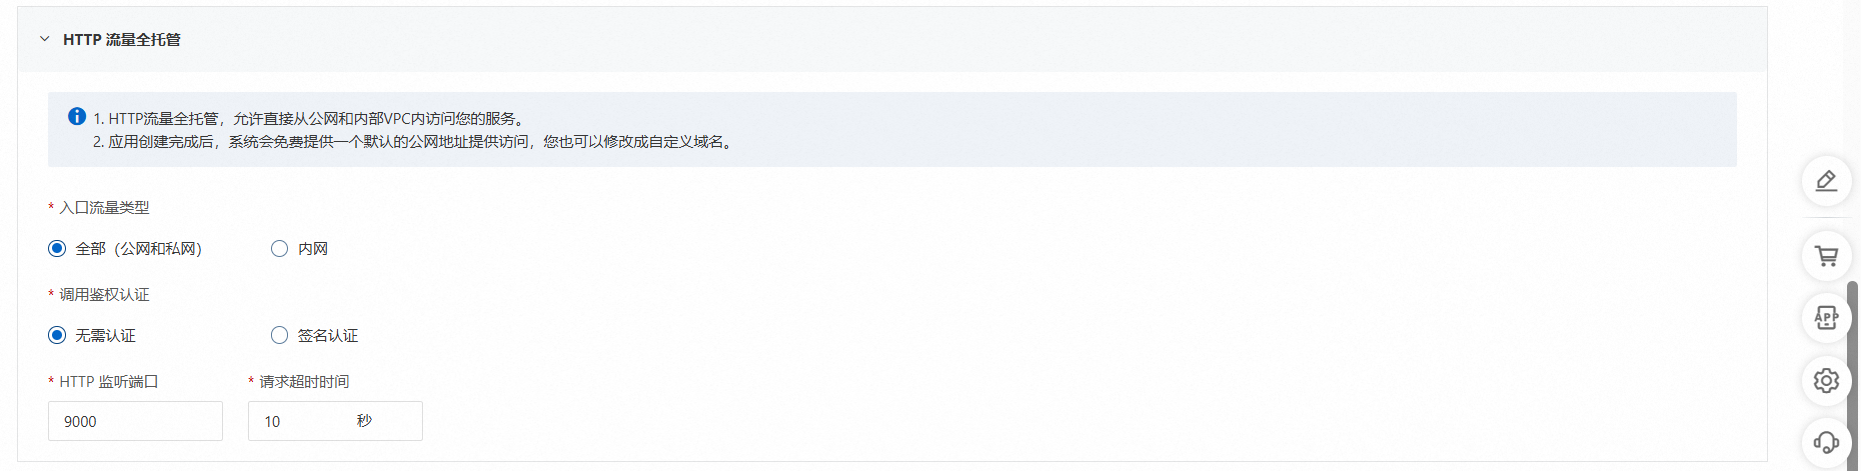 HTTP 流量全托管
1. HTTP流量全托管，允许直接从公网和内部VPC内访问您的服务。
2. 应用创建完成后，系统会免费提供一个默认的公网地址提供访问，您也可以修改成自定义域名。
* 入口流量类型
全部（公网和私网） 内网
* 调用鉴权认证
无需认证 签名认证
* HTTP 监听端口 * 请求超时时间
9000 10 秒
APP